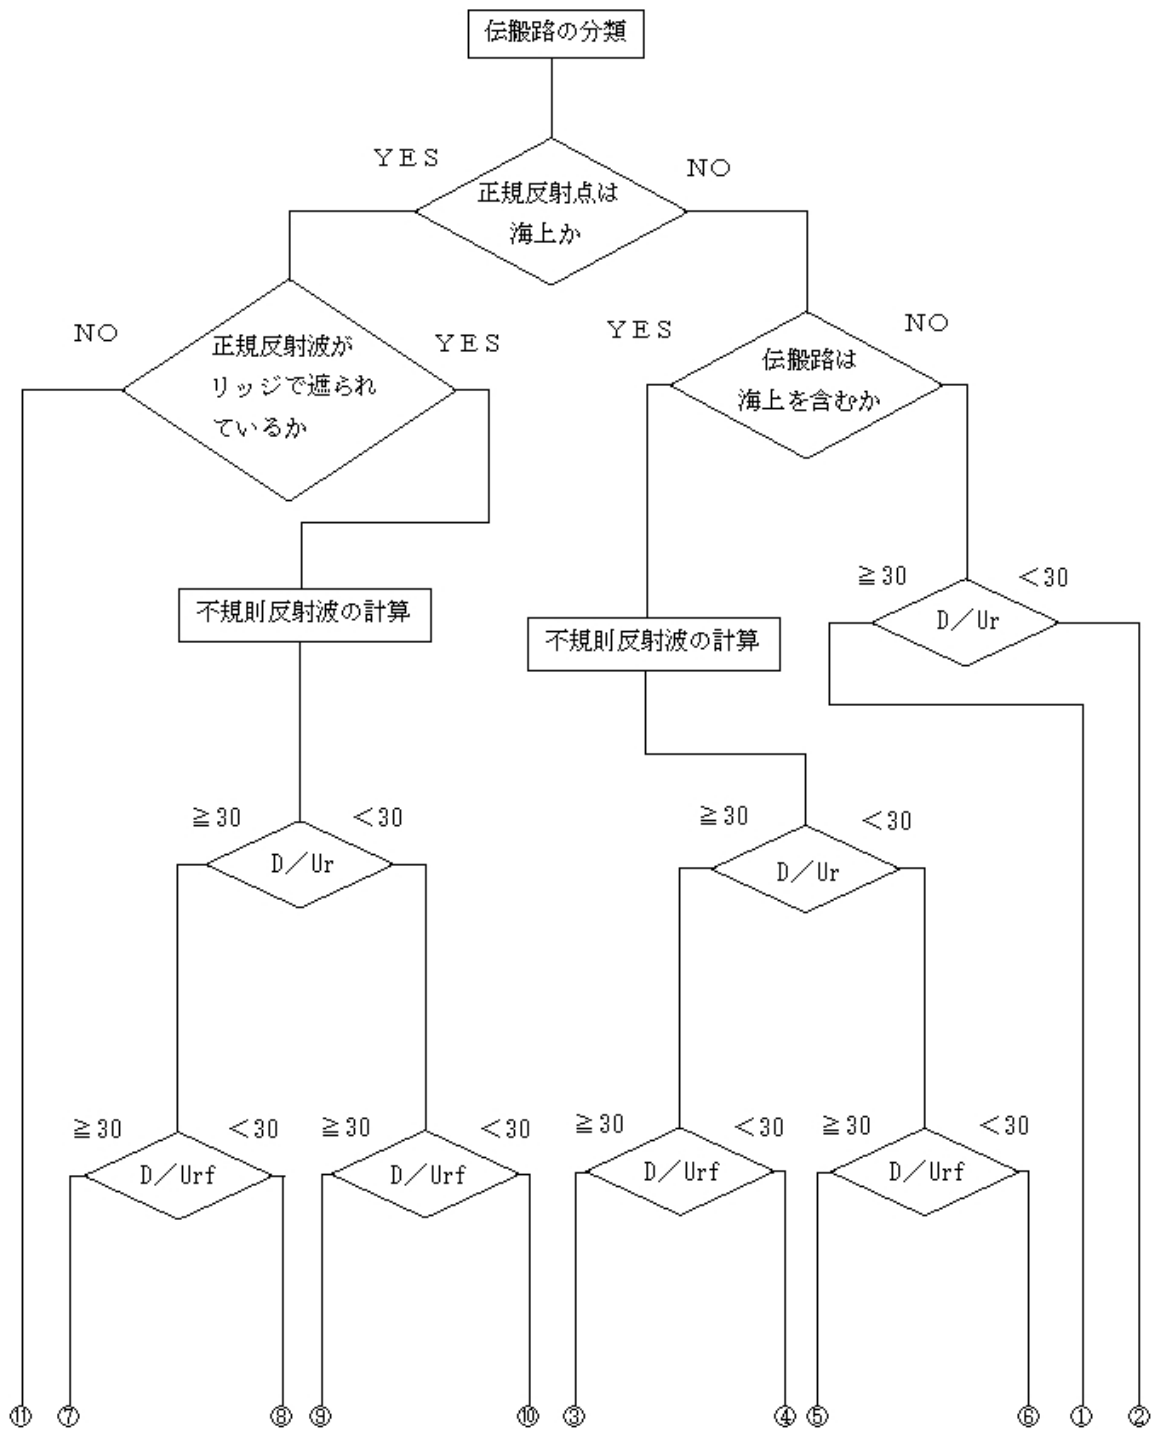 伝搬路の分類
ＹＥＳ
ＮＯ
正規反射点は
海上か
ＮＯ
正規反射波が
リッジで遮られ
ているか
ＹＥＳ
ＹＥＳ
ＮＯ
伝搬路は
海上を含むか
不規則反射波の計算
不規則反射波の計算
≧30
＜30
D／Ur
≧30
＜30
D／Ur
≧30
＜30
D／Ur
≧30
＜30
D／Urf
≧30
＜30
D／Urf
≧30
＜30
D／Urf
≧30
＜30
D／Urf
⑪
⑦
⑧
⑨
⑩
③
④
⑤
⑥
①
②